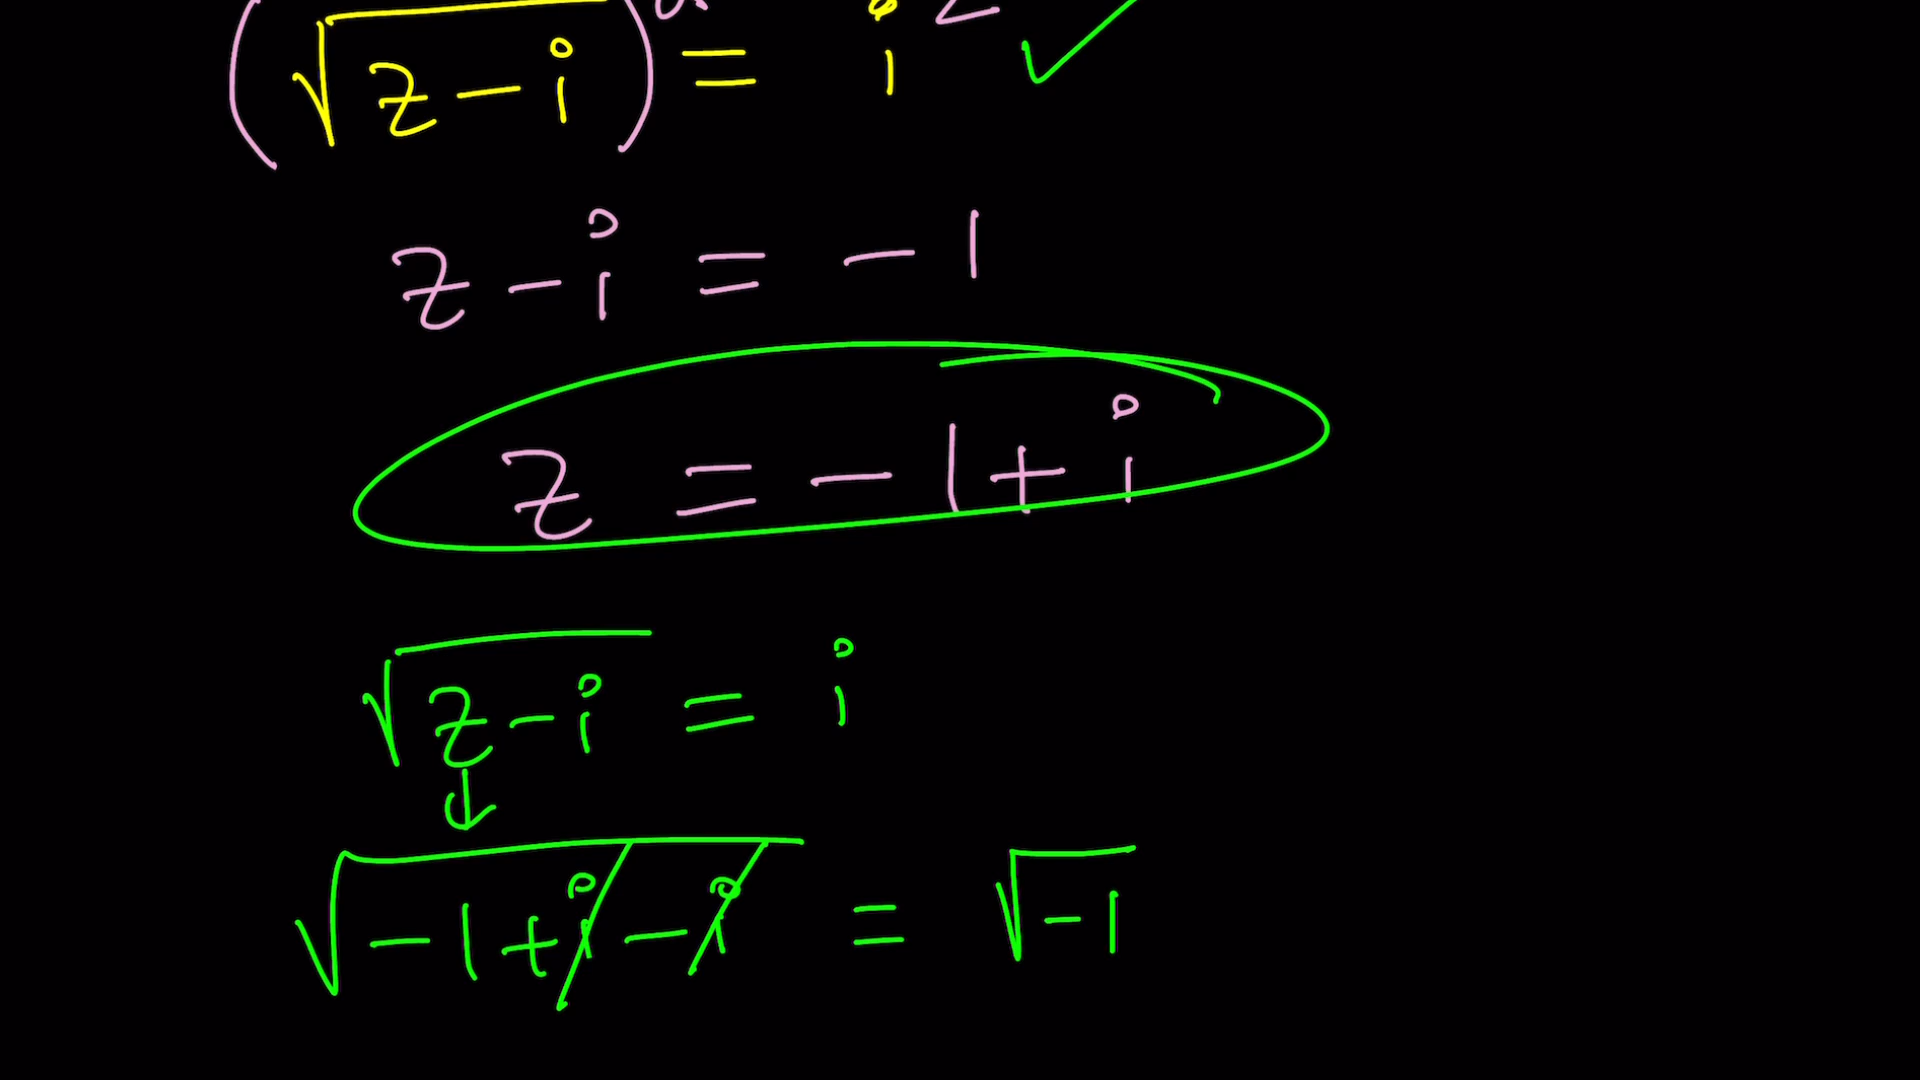 (√(z-i))² = i² ✓
z-i = -1
z = -1+i
√(z-i) = i
↓
√(-1+i-i) = √(-1)